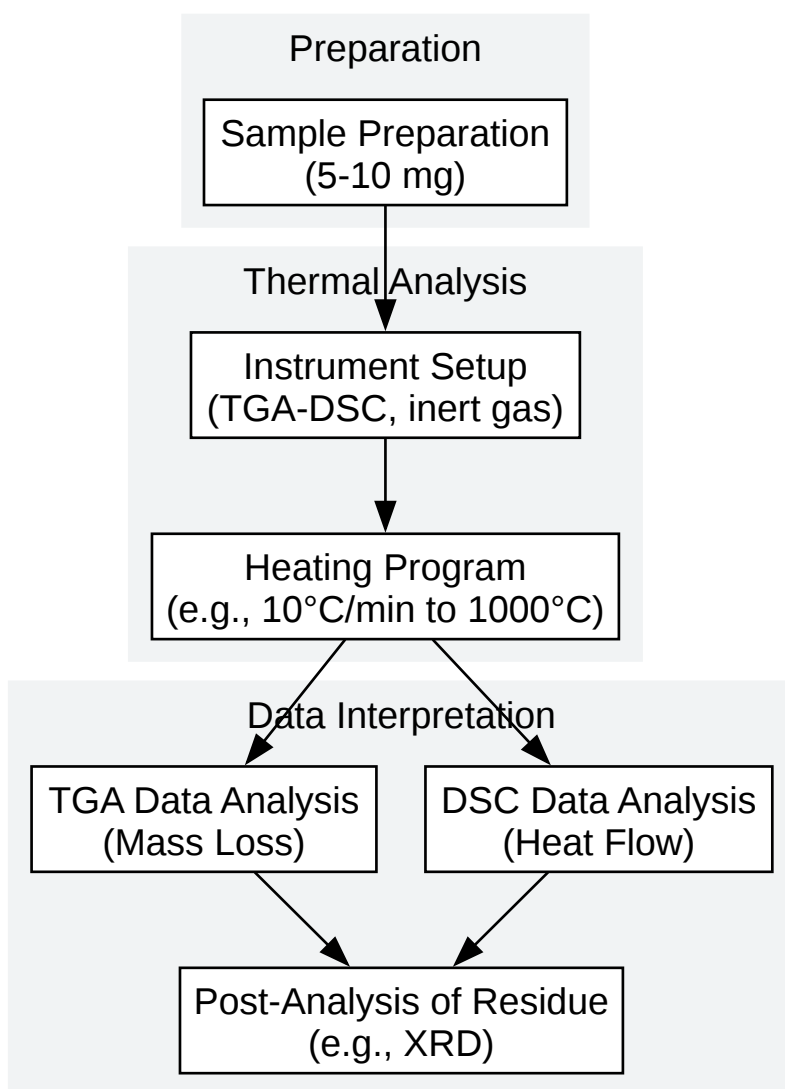 Preparation
Sample Preparation
(5-10 mg)
Thermal Analysis
Instrument Setup
(TGA-DSC, inert gas)
Heating Program
(e.g., 10°C/min to 1000°C)
Data Interpretation
TGA Data Analysis
(Mass Loss)
DSC Data Analysis
(Heat Flow)
Post-Analysis of Residue
(e.g., XRD)